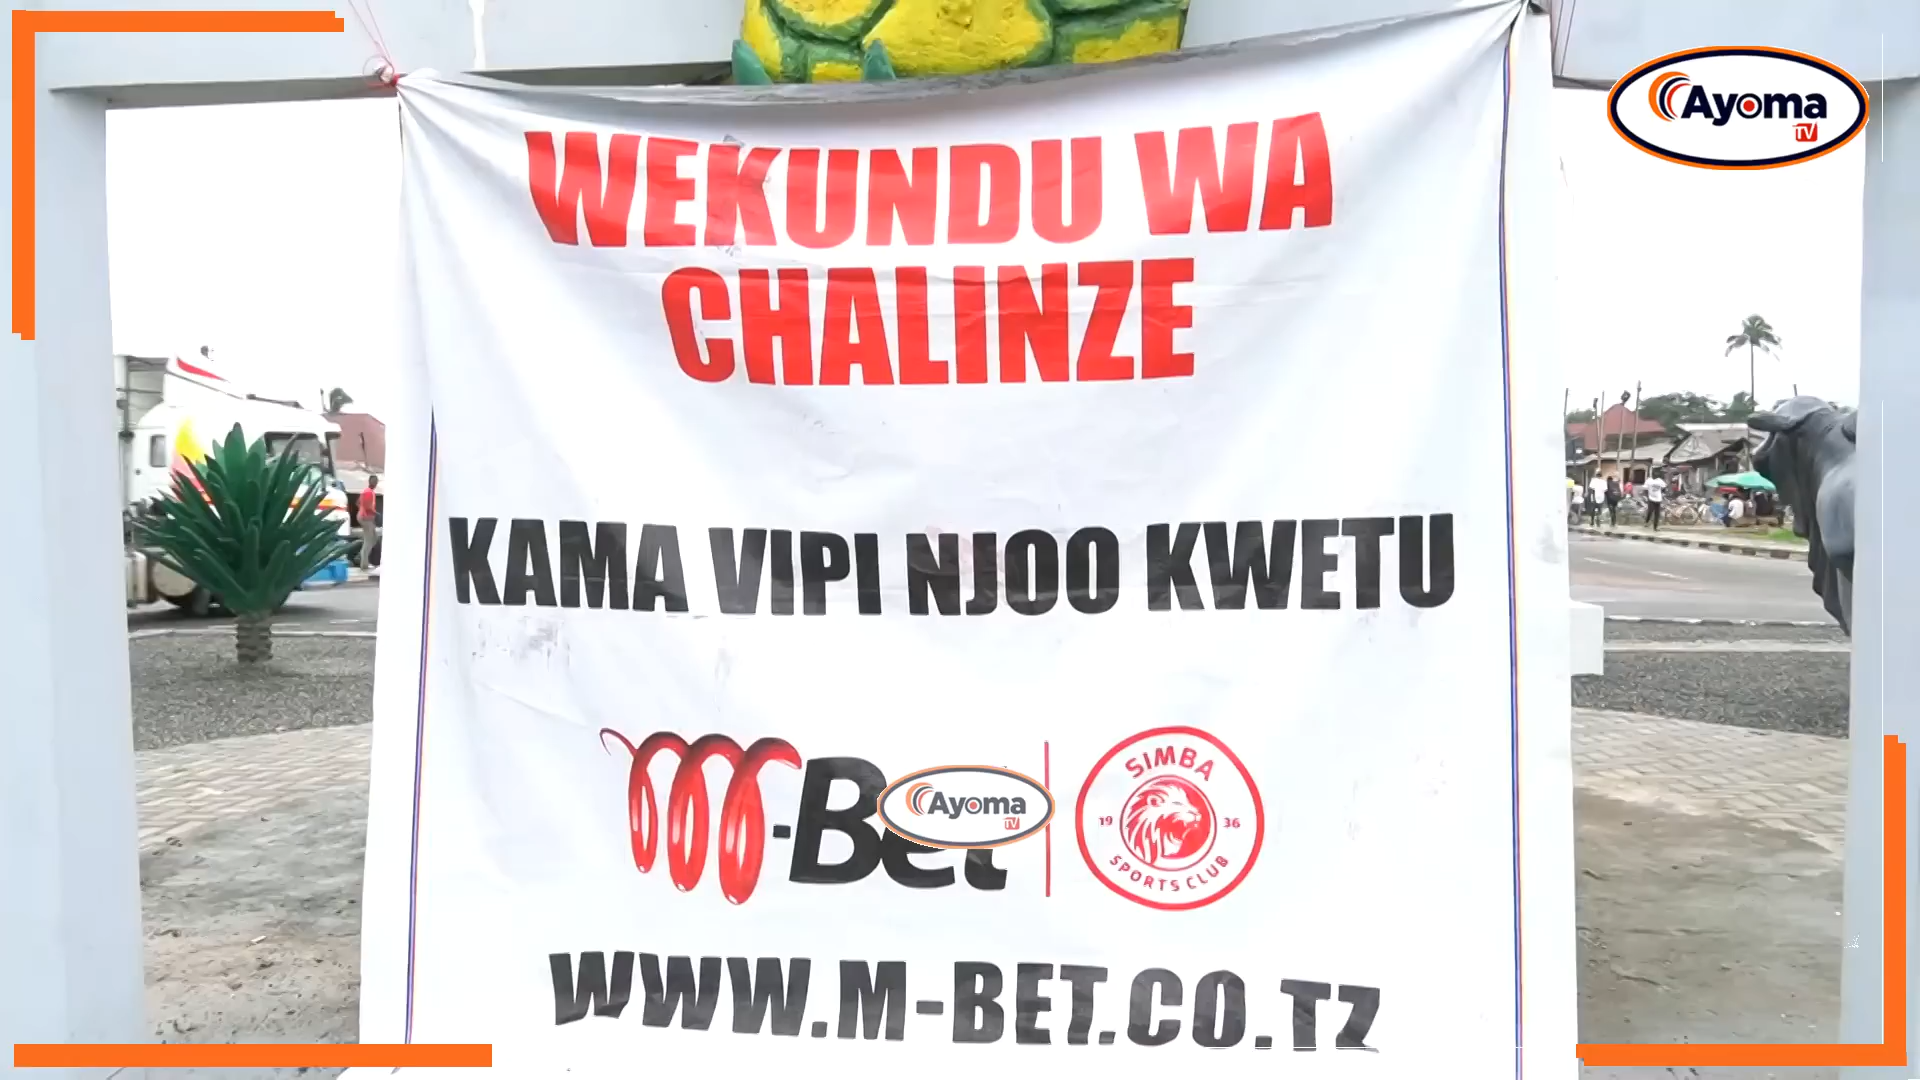 Ayoma
TV
WEKUNDU WA
CHALINZE
KAMA VIPI NJOO KWETU
M-Bet
Ayoma
TV
SIMBA
19 36
SPORTS CLUB
WWW.M-BET.CO.TZ